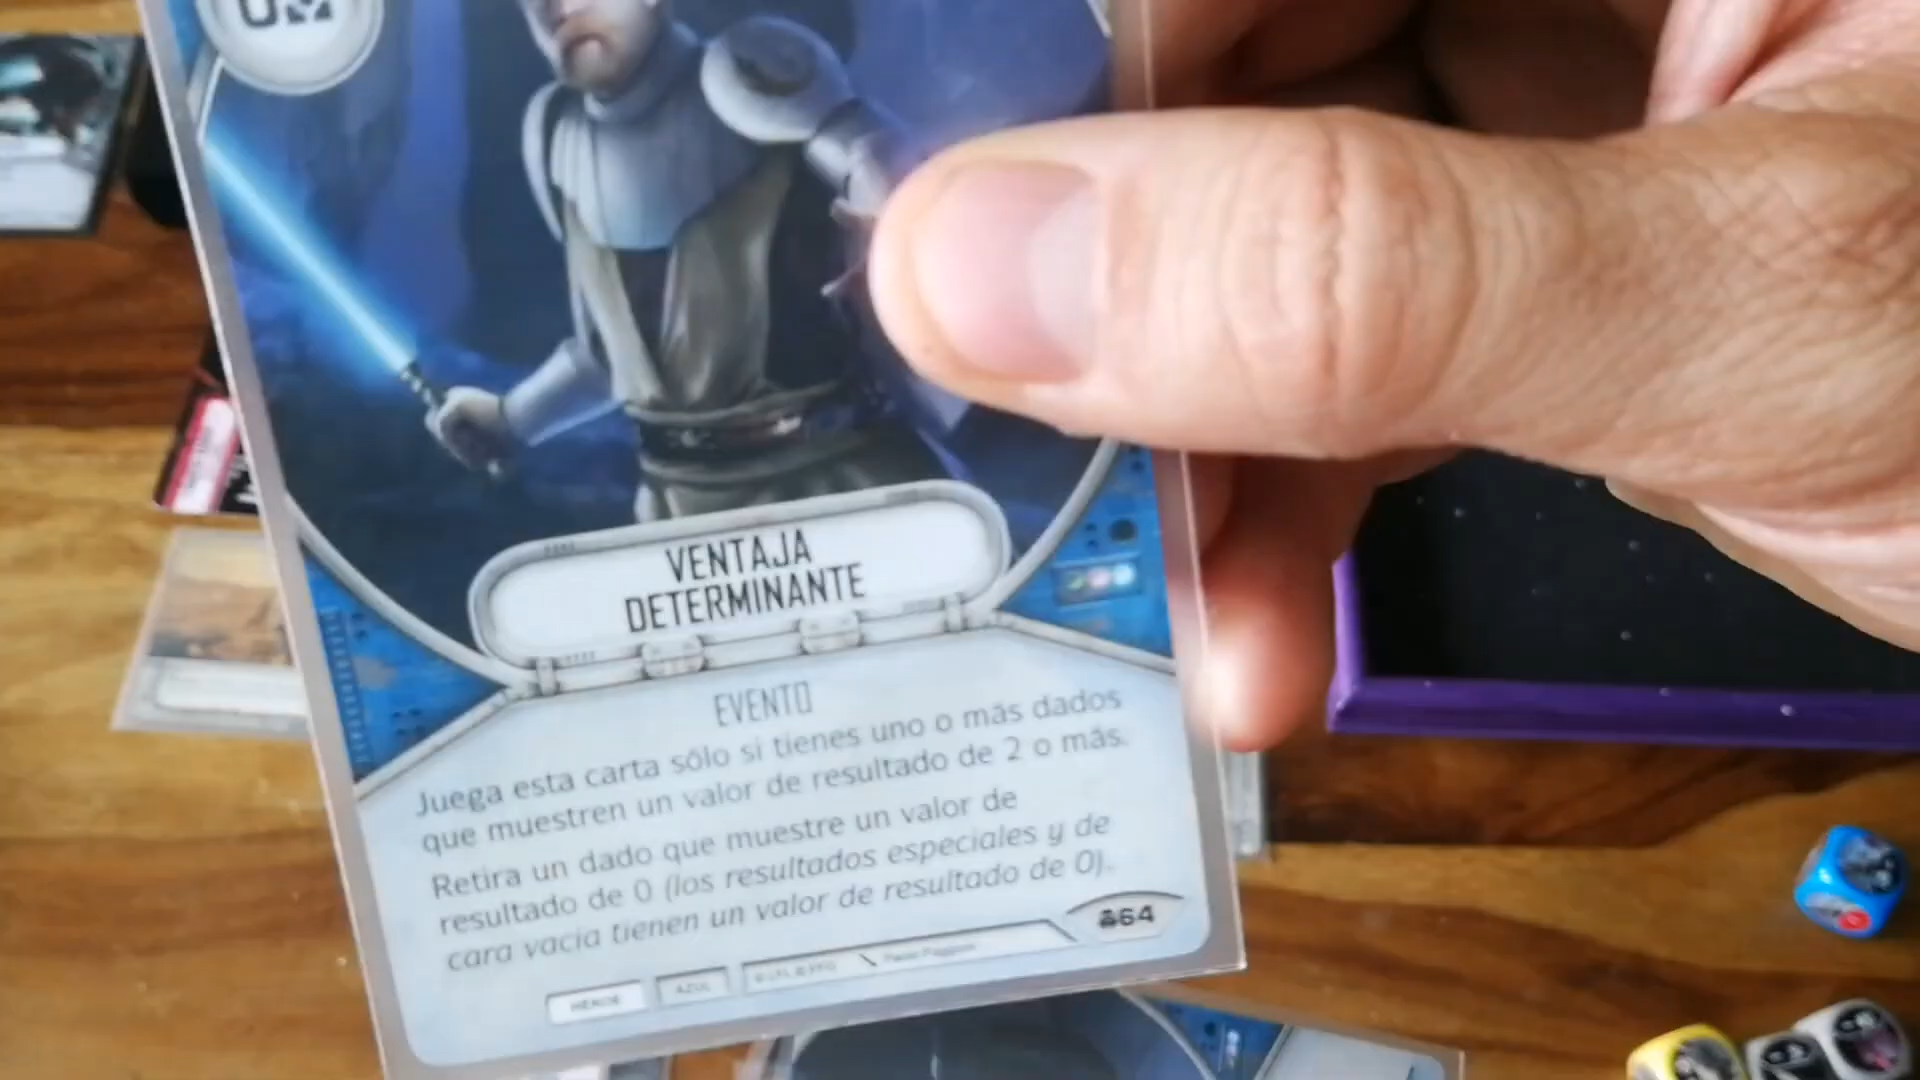 0
VENTAJA
DETERMINANTE
EVENTO
Juega esta carta sólo si tienes uno o más dados
que muestren un valor de resultado de 2 o más.
Retira un dado que muestre un valor de
resultado de 0 (los resultados especiales y de
cara vacía tienen un valor de resultado de 0).
64
HÉROE AZUL